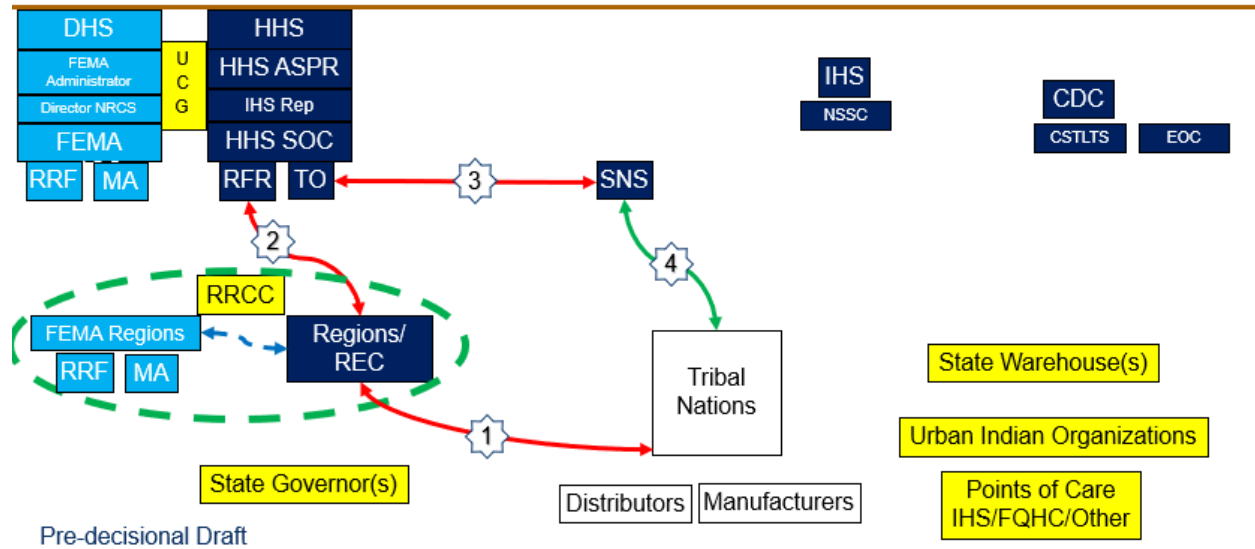 DHS
FEMA
Administrator
Director NRCS
FEMA
RRF
MA
U
C
G
HHS
HHS ASPR
IHS Rep
HHS SOC
RFR
TO
3
SNS
IHS
NSSC
CDC
CSTLTS
EOC
2
4
RRCC
FEMA Regions
RRF
MA
Regions/
REC
1
Tribal
Nations
State Warehouse(s)
Urban Indian Organizations
Points of Care
IHS/FQHC/Other
State Governor(s)
Distributors
Manufacturers
Pre-decisional Draft